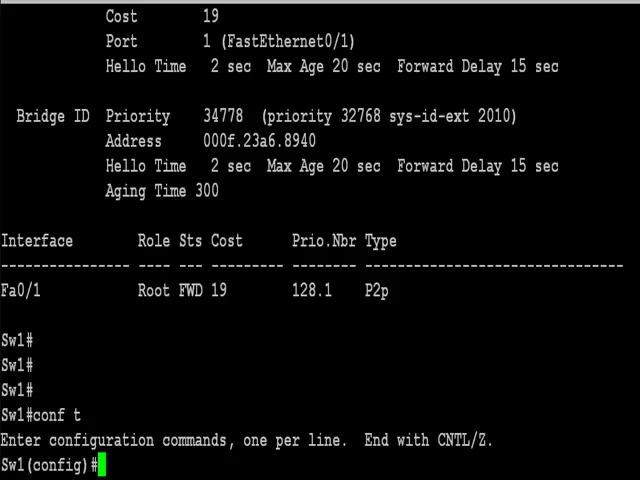 Cost 19
Port 1 (FastEthernet0/1)
Hello Time 2 sec Max Age 20 sec Forward Delay 15 sec
Bridge ID Priority 34778 (priority 32768 sys-id-ext 2010)
Address 000f.23a6.8940
Hello Time 2 sec Max Age 20 sec Forward Delay 15 sec
Aging Time 300
Interface Role Sts Cost Prio.Nbr Type
---------------- ---- --- --------- -------- --------------------------------
Fa0/1 Root FWD 19 128.1 P2p
Sw1#
Sw1#
Sw1#
Sw1#conf t
Enter configuration commands, one per line. End with CNTL/Z.
Sw1(config)#